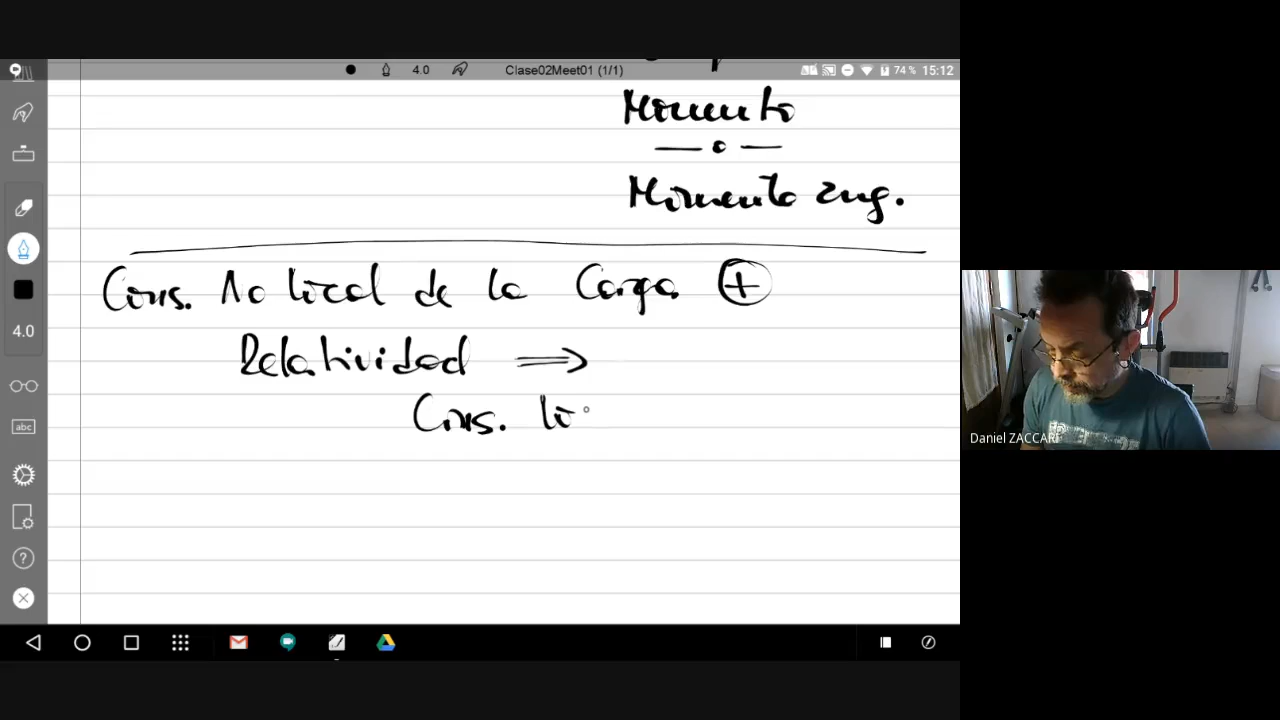 4.0
Clase02Meet01 (1/1)
74 % 15:12
Momento
— o —
Momento ang.
Cons. No local de la Carga +
Relatividad ⇒
4.0
Cons. lo
abc
Daniel ZACCARI